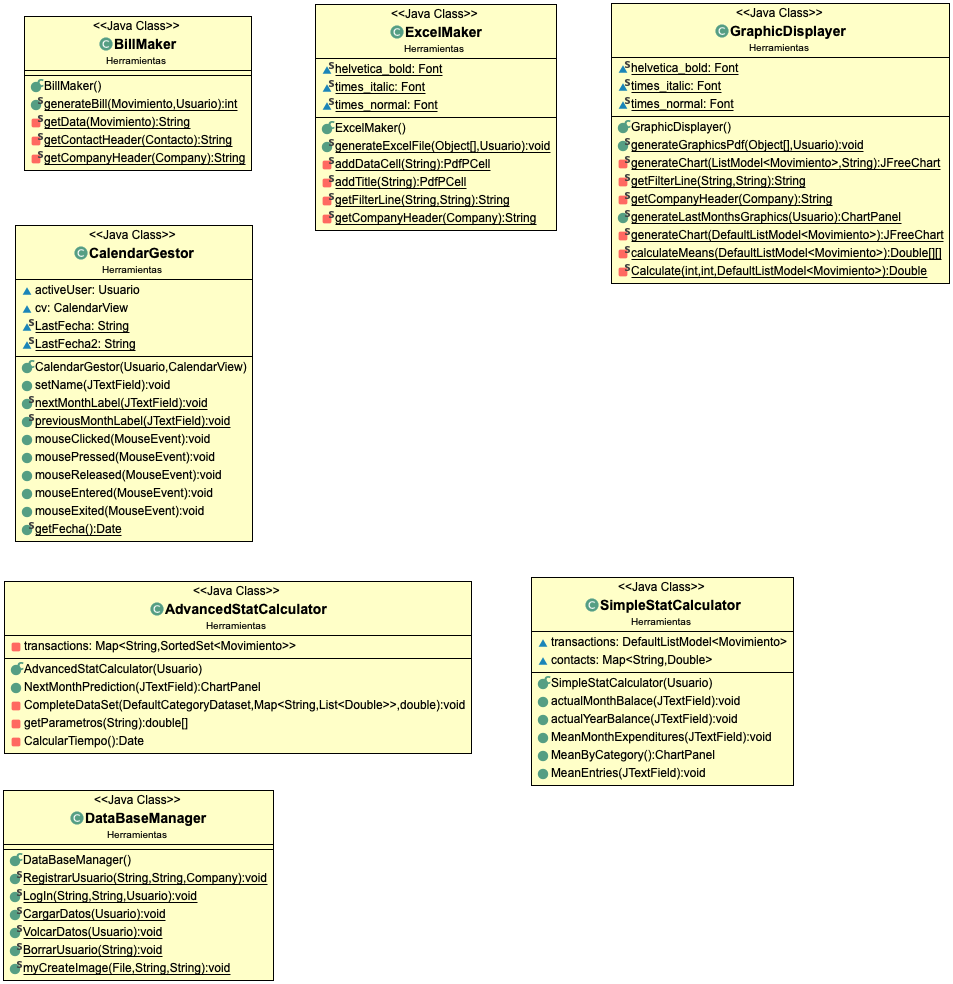 <<Java Class>>
BillMaker
Herramientas
BillMaker()
generateBill(Movimiento,Usuario):int
getData(Movimiento):String
getContactHeader(Contacto):String
getCompanyHeader(Company):String
<<Java Class>>
ExcelMaker
Herramientas
helvetica_bold: Font
times_italic: Font
times_normal: Font
ExcelMaker()
generateExcelFile(Object[],Usuario):void
addDataCell(String):PdfPCell
addTitle(String):PdfPCell
getFilterLine(String,String):String
getCompanyHeader(Company):String
<<Java Class>>
GraphicDisplayer
Herramientas
helvetica_bold: Font
times_italic: Font
times_normal: Font
GraphicDisplayer()
generateGraphicsPdf(Object[],Usuario):void
generateChart(ListModel<Movimiento>,String):JFreeChart
getFilterLine(String,String):String
getCompanyHeader(Company):String
generateLastMonthsGraphics(Usuario):ChartPanel
generateChart(DefaultListModel<Movimiento>):JFreeChart
calculateMeans(DefaultListModel<Movimiento>):Double[][]
Calculate(int,int,DefaultListModel<Movimiento>):Double
<<Java Class>>
CalendarGestor
Herramientas
activeUser: Usuario
cv: CalendarView
LastFecha: String
LastFecha2: String
CalendarGestor(Usuario,CalendarView)
setName(JTextField):void
nextMonthLabel(JTextField):void
previousMonthLabel(JTextField):void
mouseClicked(MouseEvent):void
mousePressed(MouseEvent):void
mouseReleased(MouseEvent):void
mouseEntered(MouseEvent):void
mouseExited(MouseEvent):void
getFecha():Date
<<Java Class>>
AdvancedStatCalculator
Herramientas
transactions: Map<String,SortedSet<Movimiento>>
AdvancedStatCalculator(Usuario)
NextMonthPrediction(JTextField):ChartPanel
CompleteDataSet(DefaultCategoryDataset,Map<String,List<Double>>,double):void
getParametros(String):double[]
CalcularTiempo():Date
<<Java Class>>
SimpleStatCalculator
Herramientas
transactions: DefaultListModel<Movimiento>
contacts: Map<String,Double>
SimpleStatCalculator(Usuario)
actualMonthBalace(JTextField):void
actualYearBalance(JTextField):void
MeanMonthExpenditures(JTextField):void
MeanByCategory():ChartPanel
MeanEntries(JTextField):void
<<Java Class>>
DataBaseManager
Herramientas
DataBaseManager()
RegistrarUsuario(String,String,Company):void
LogIn(String,String,Usuario):void
CargarDatos(Usuario):void
VolcarDatos(Usuario):void
BorrarUsuario(String):void
myCreateImage(File,String,String):void